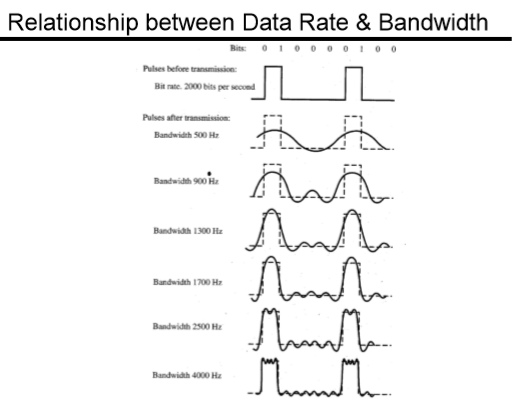 Relationship between Data Rate & Bandwidth
Bits: 0 1 0 0 0 0 1 0 0
Pulses before transmission:
Bit rate. 2000 bits per second
Pulses after transmission:
Bandwidth 500 Hz
Bandwidth 900 Hz
Bandwidth 1300 Hz
Bandwidth 1700 Hz
Bandwidth 2500 Hz
Bandwidth 4000 Hz